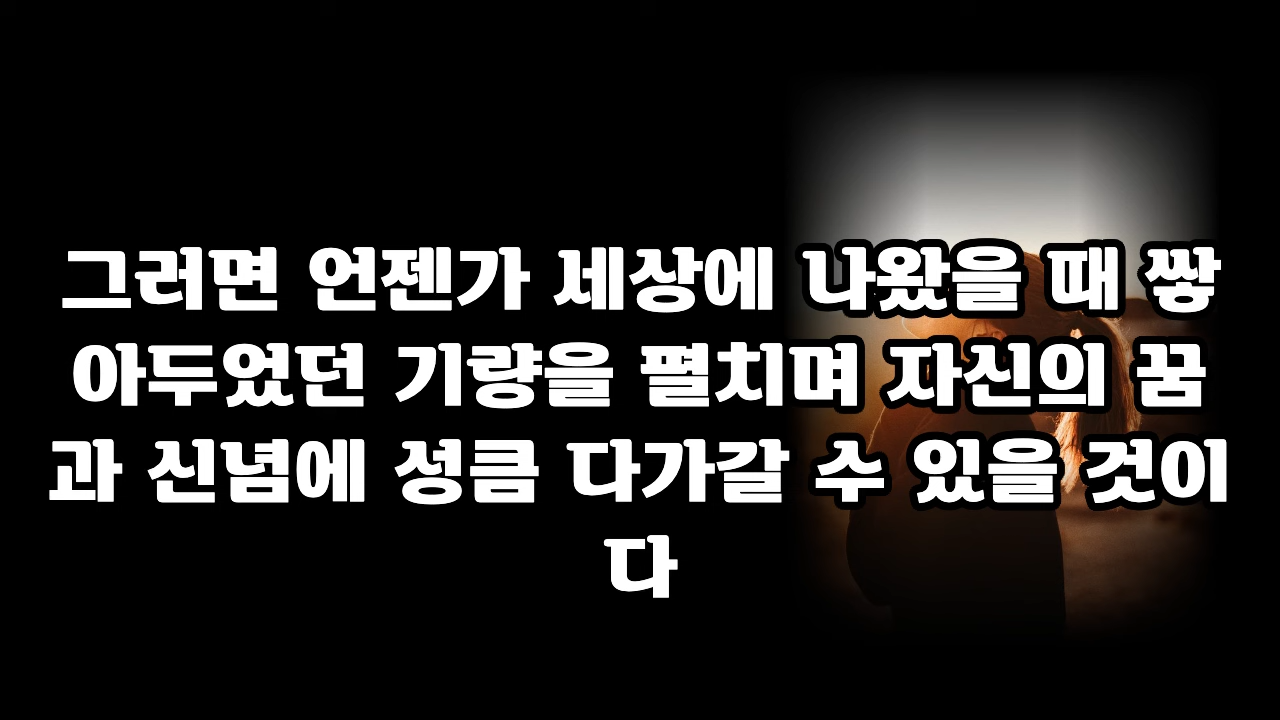 그러면 언젠가 세상에 나왔을 때 쌓
아두었던 기량을 펼치며 자신의 꿈
과 신념에 성큼 다가갈 수 있을 것이
다